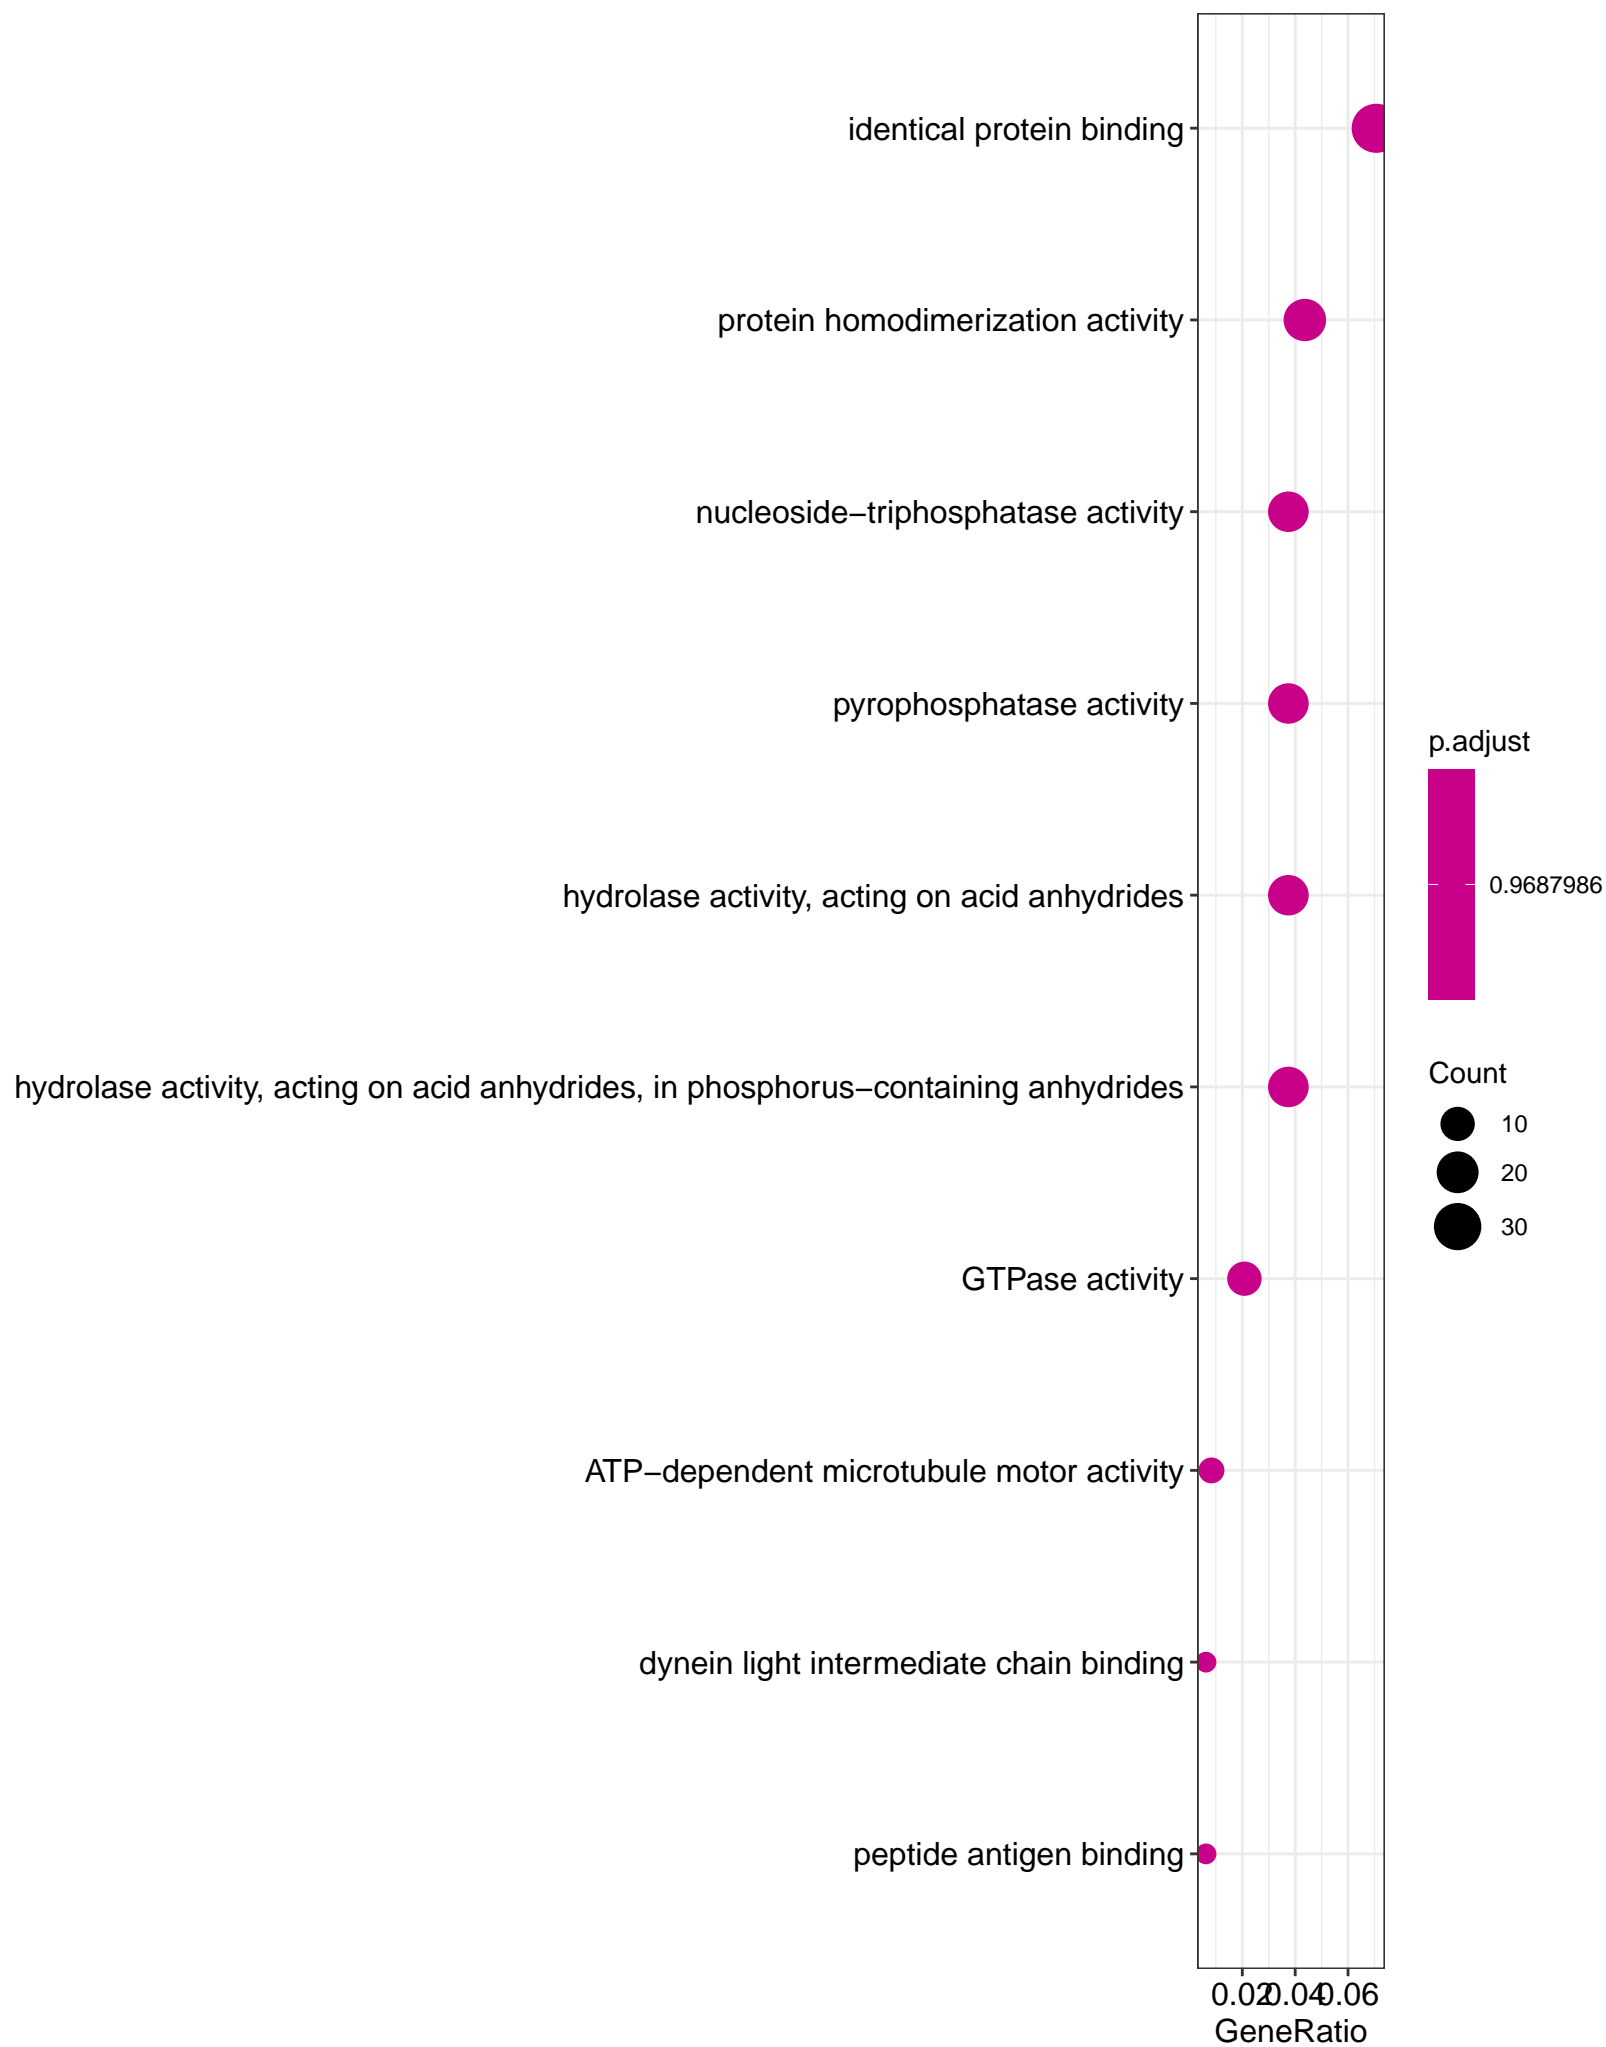 identical protein binding
protein homodimerization activity
nucleoside−triphosphatase activity
pyrophosphatase activity
hydrolase activity, acting on acid anhydrides
hydrolase activity, acting on acid anhydrides, in phosphorus−containing anhydrides
GTPase activity
ATP−dependent microtubule motor activity
dynein light intermediate chain binding
peptide antigen binding
0.02 0.04 0.06
GeneRatio
p.adjust
0.9687986
Count
10
20
30